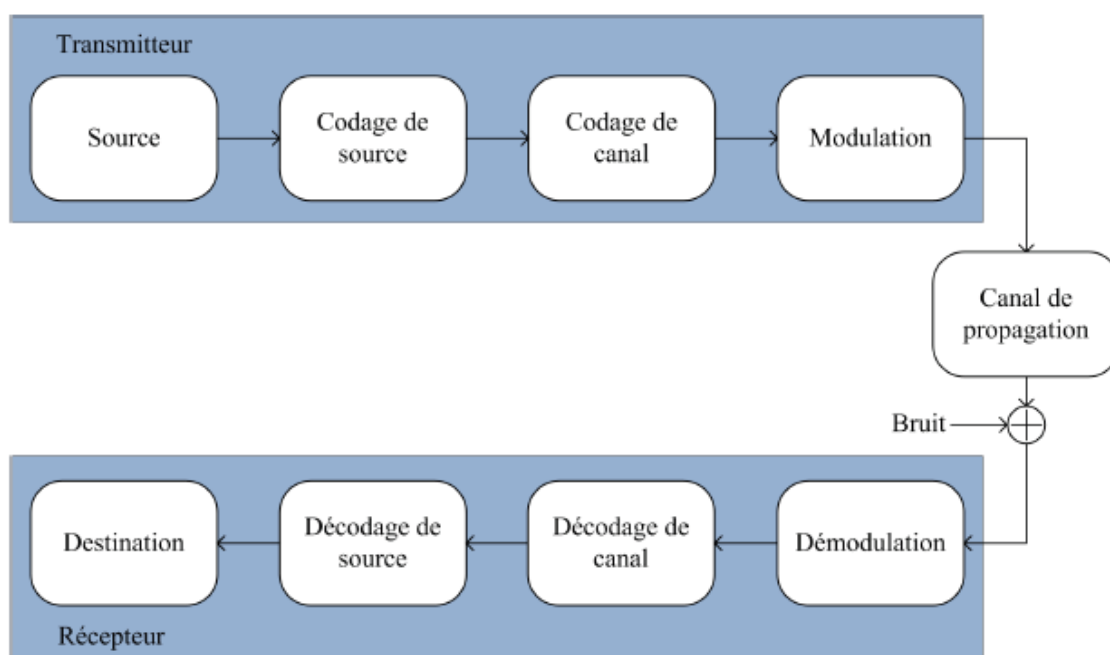 Transmitteur
Source
Codage de
source
Codage de
canal
Modulation
Canal de
propagation
Bruit
Destination
Décodage de
source
Décodage de
canal
Démodulation
Récepteur